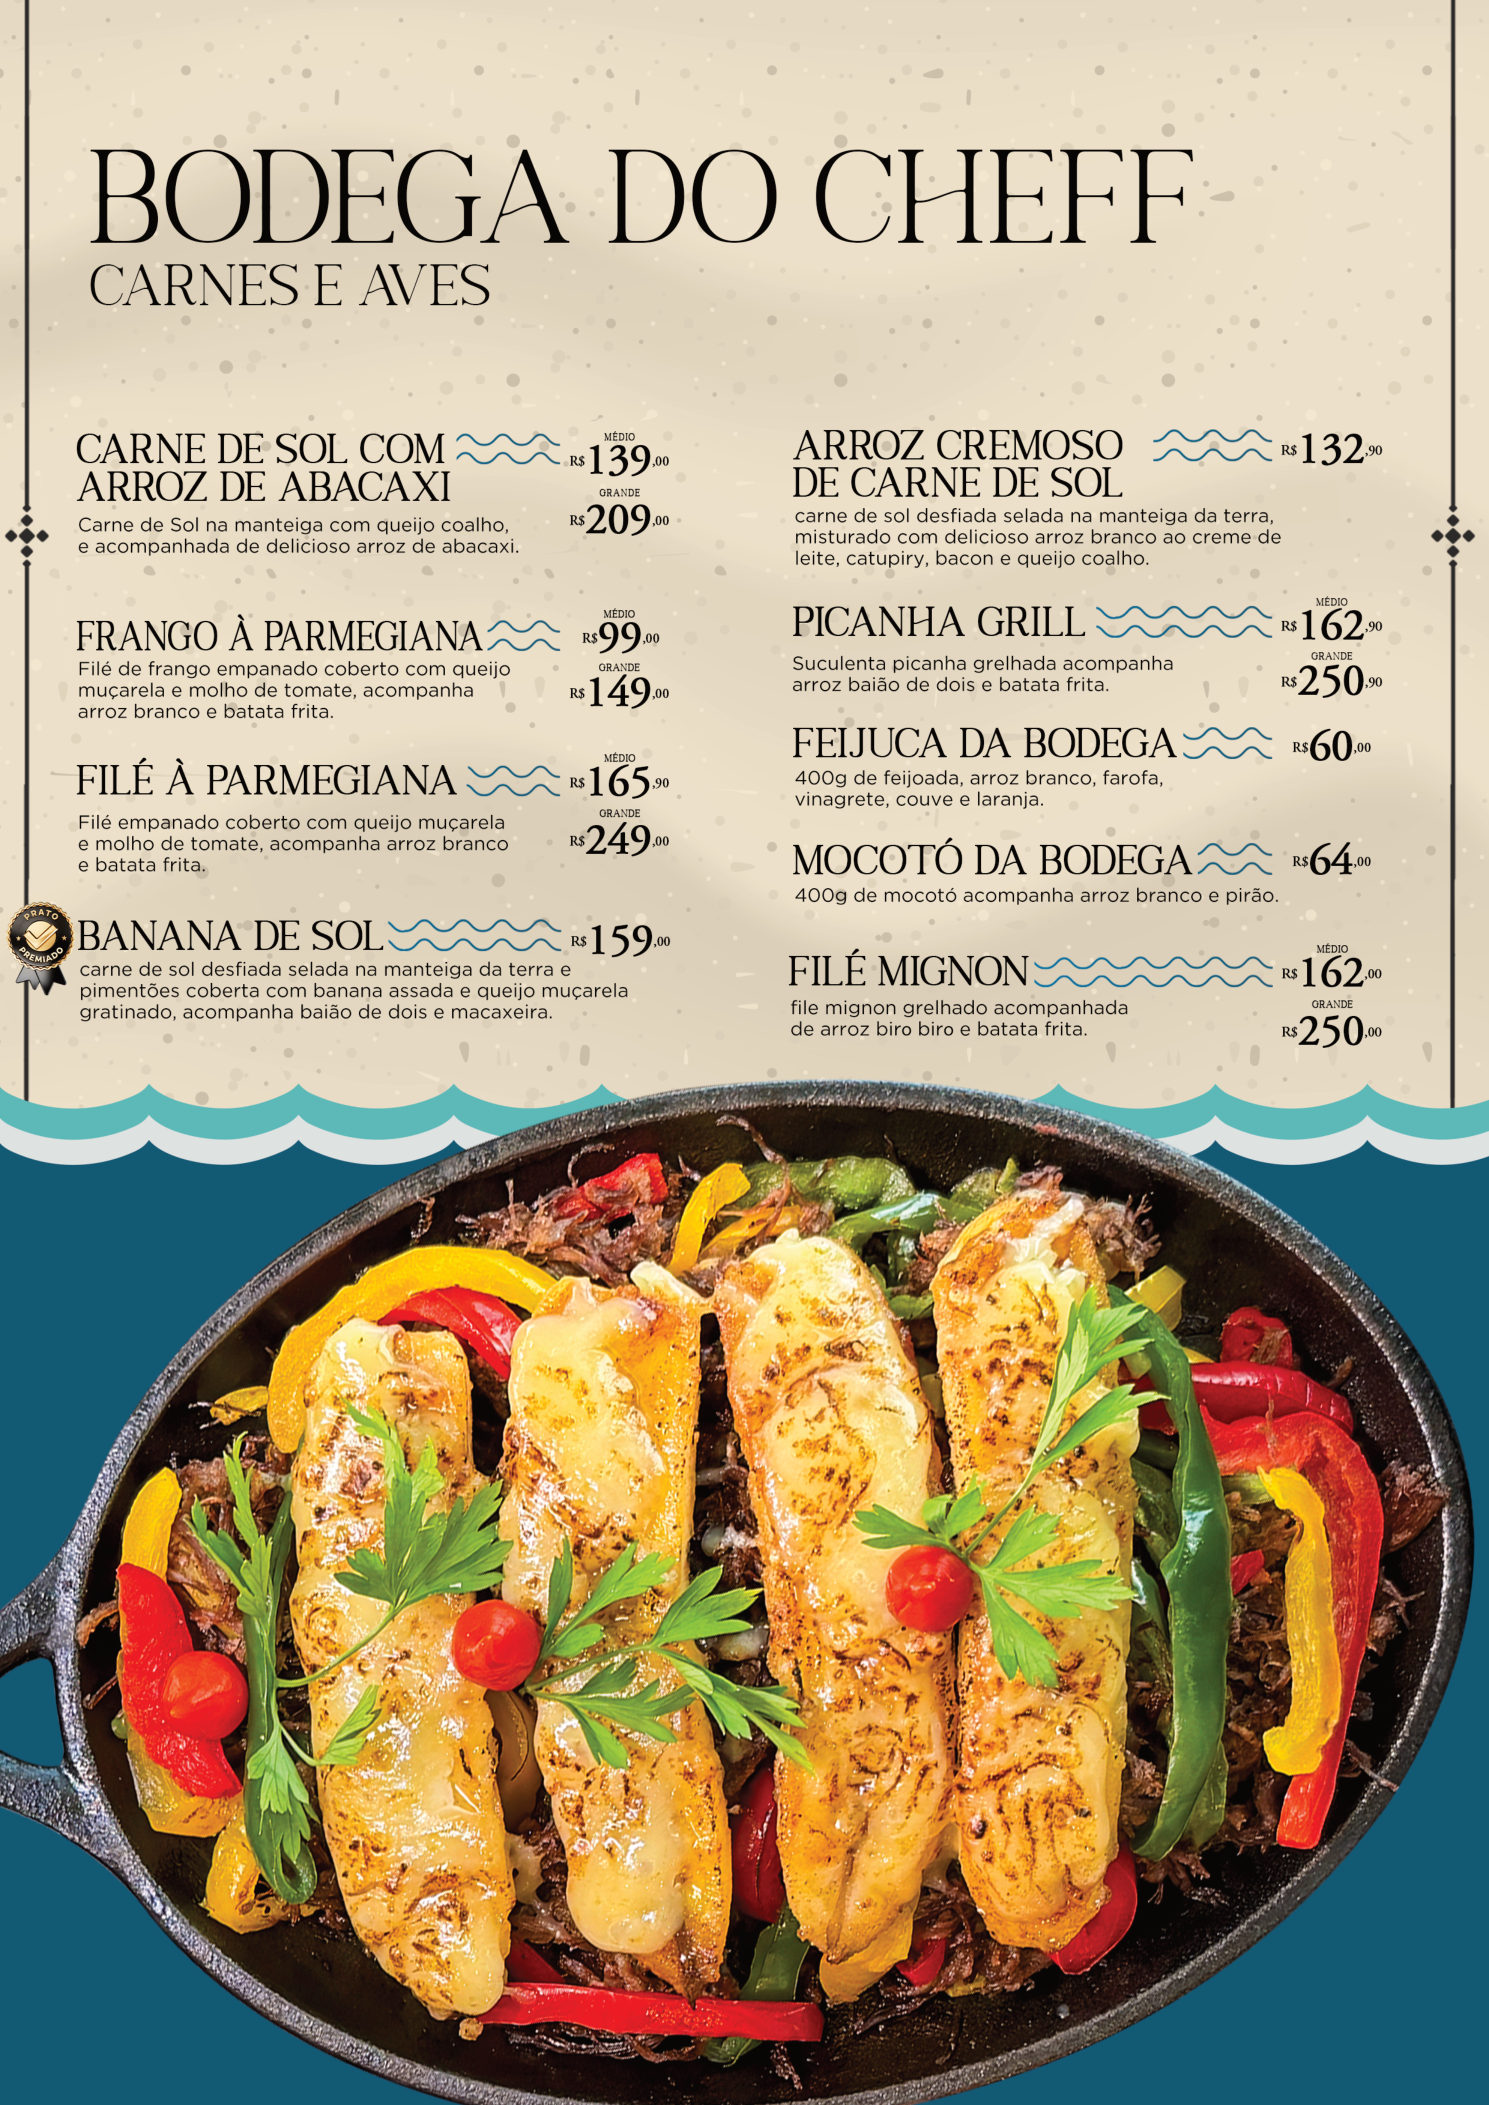 BODEGA DO CHEFF
CARNES E AVES
CARNE DE SOL COM
ARROZ DE ABACAXI
MÉDIO
R$139,00
GRANDE
R$209,00
Carne de Sol na manteiga com queijo coalho,
e acompanhada de delicioso arroz de abacaxi.
FRANGO À PARMEGIANA
MÉDIO
R$99,00
GRANDE
R$149,00
Filé de frango empanado coberto com queijo
muçarela e molho de tomate, acompanha
arroz branco e batata frita.
FILÉ À PARMEGIANA
MÉDIO
R$165,90
GRANDE
R$249,00
Filé empanado coberto com queijo muçarela
e molho de tomate, acompanha arroz branco
e batata frita.
PRATO
PREMIADO
BANANA DE SOL
R$159,00
carne de sol desfiada selada na manteiga da terra e
pimentões coberta com banana assada e queijo muçarela
gratinado, acompanha baião de dois e macaxeira.
ARROZ CREMOSO
DE CARNE DE SOL
R$132,90
carne de sol desfiada selada na manteiga da terra,
misturado com delicioso arroz branco ao creme de
leite, catupiry, bacon e queijo coalho.
PICANHA GRILL
MÉDIO
R$162,90
GRANDE
R$250,90
Suculenta picanha grelhada acompanha
arroz baião de dois e batata frita.
FEIJUCA DA BODEGA
R$60,00
400g de feijoada, arroz branco, farofa,
vinagrete, couve e laranja.
MOCOTÓ DA BODEGA
R$64,00
400g de mocotó acompanha arroz branco e pirão.
FILÉ MIGNON
MÉDIO
R$162,00
GRANDE
R$250,00
file mignon grelhado acompanhada
de arroz biro biro e batata frita.